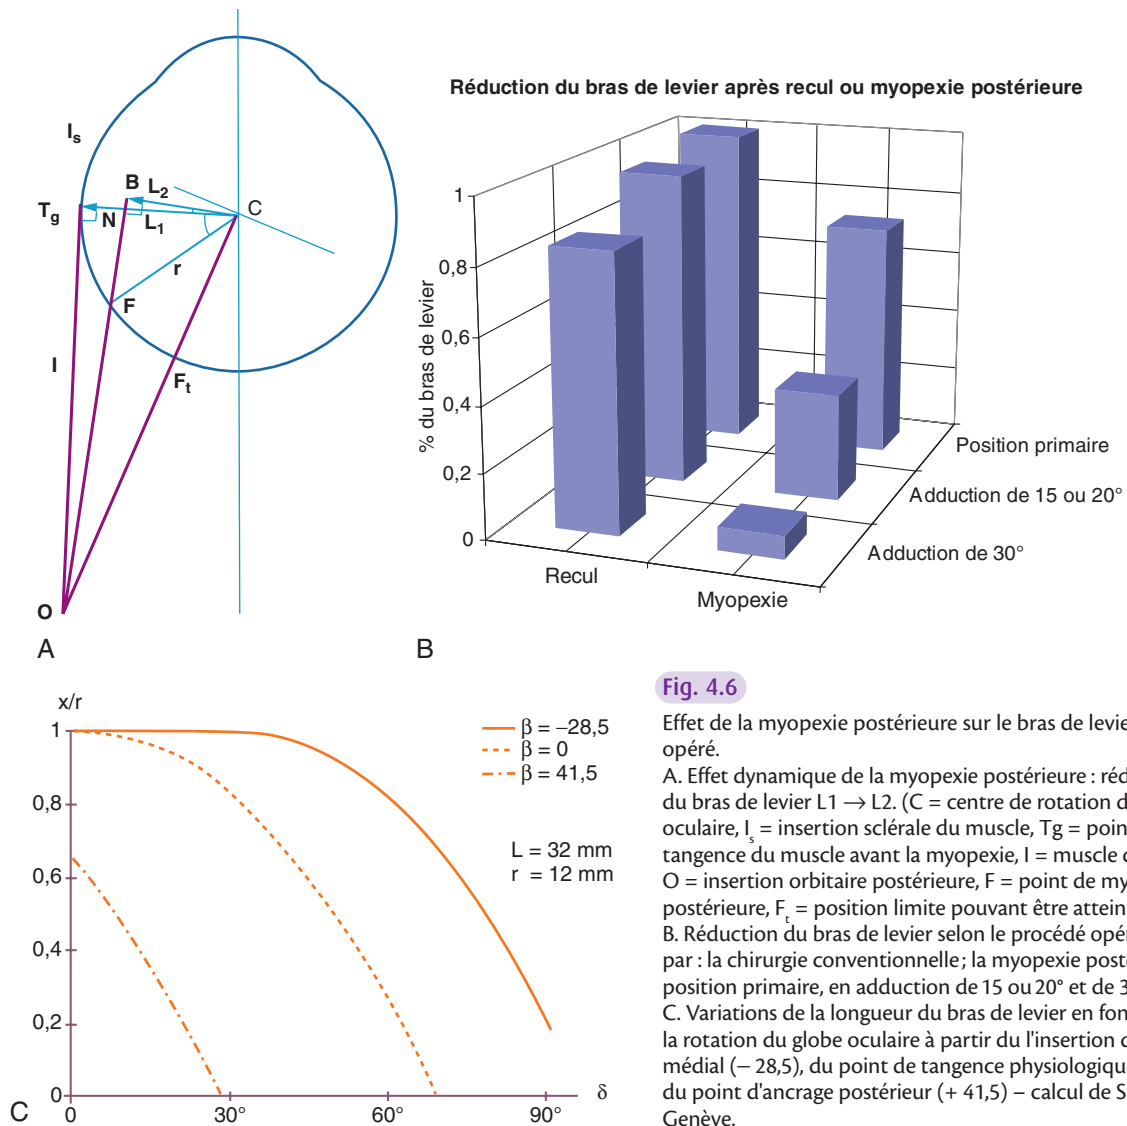 I_s
B
L_2
C
T_g
N
L_1
r
F
I
F_t
O
A
Réduction du bras de levier après recul ou myopexie postérieure
% du bras de levier
1
0,8
0,6
0,4
0,2
0
Recul
Myopexie
Position primaire
Adduction de 15 ou 20°
Adduction de 30°
B
x/r
1
0,8
0,6
0,4
0,2
0
0
30°
60°
90°
δ
β = –28,5
β = 0
β = 41,5
L = 32 mm
r = 12 mm
C
Fig. 4.6
Effet de la myopexie postérieure sur le bras de levie
opéré.
A. Effet dynamique de la myopexie postérieure : réd
du bras de levier L1 → L2. (C = centre de rotation d
oculaire, I_s = insertion sclérale du muscle, Tg = poin
tangence du muscle avant la myopexie, I = muscle
O = insertion orbitaire postérieure, F = point de my
postérieure, F_t = position limite pouvant être attein
B. Réduction du bras de levier selon le procédé opér
par : la chirurgie conventionnelle; la myopexie post
position primaire, en adduction de 15 ou 20° et de 3
C. Variations de la longueur du bras de levier en fon
la rotation du globe oculaire à partir du l'insertion
médial (– 28,5), du point de tangence physiologiqu
du point d'ancrage postérieur (+ 41,5) – calcul de S
Genève.